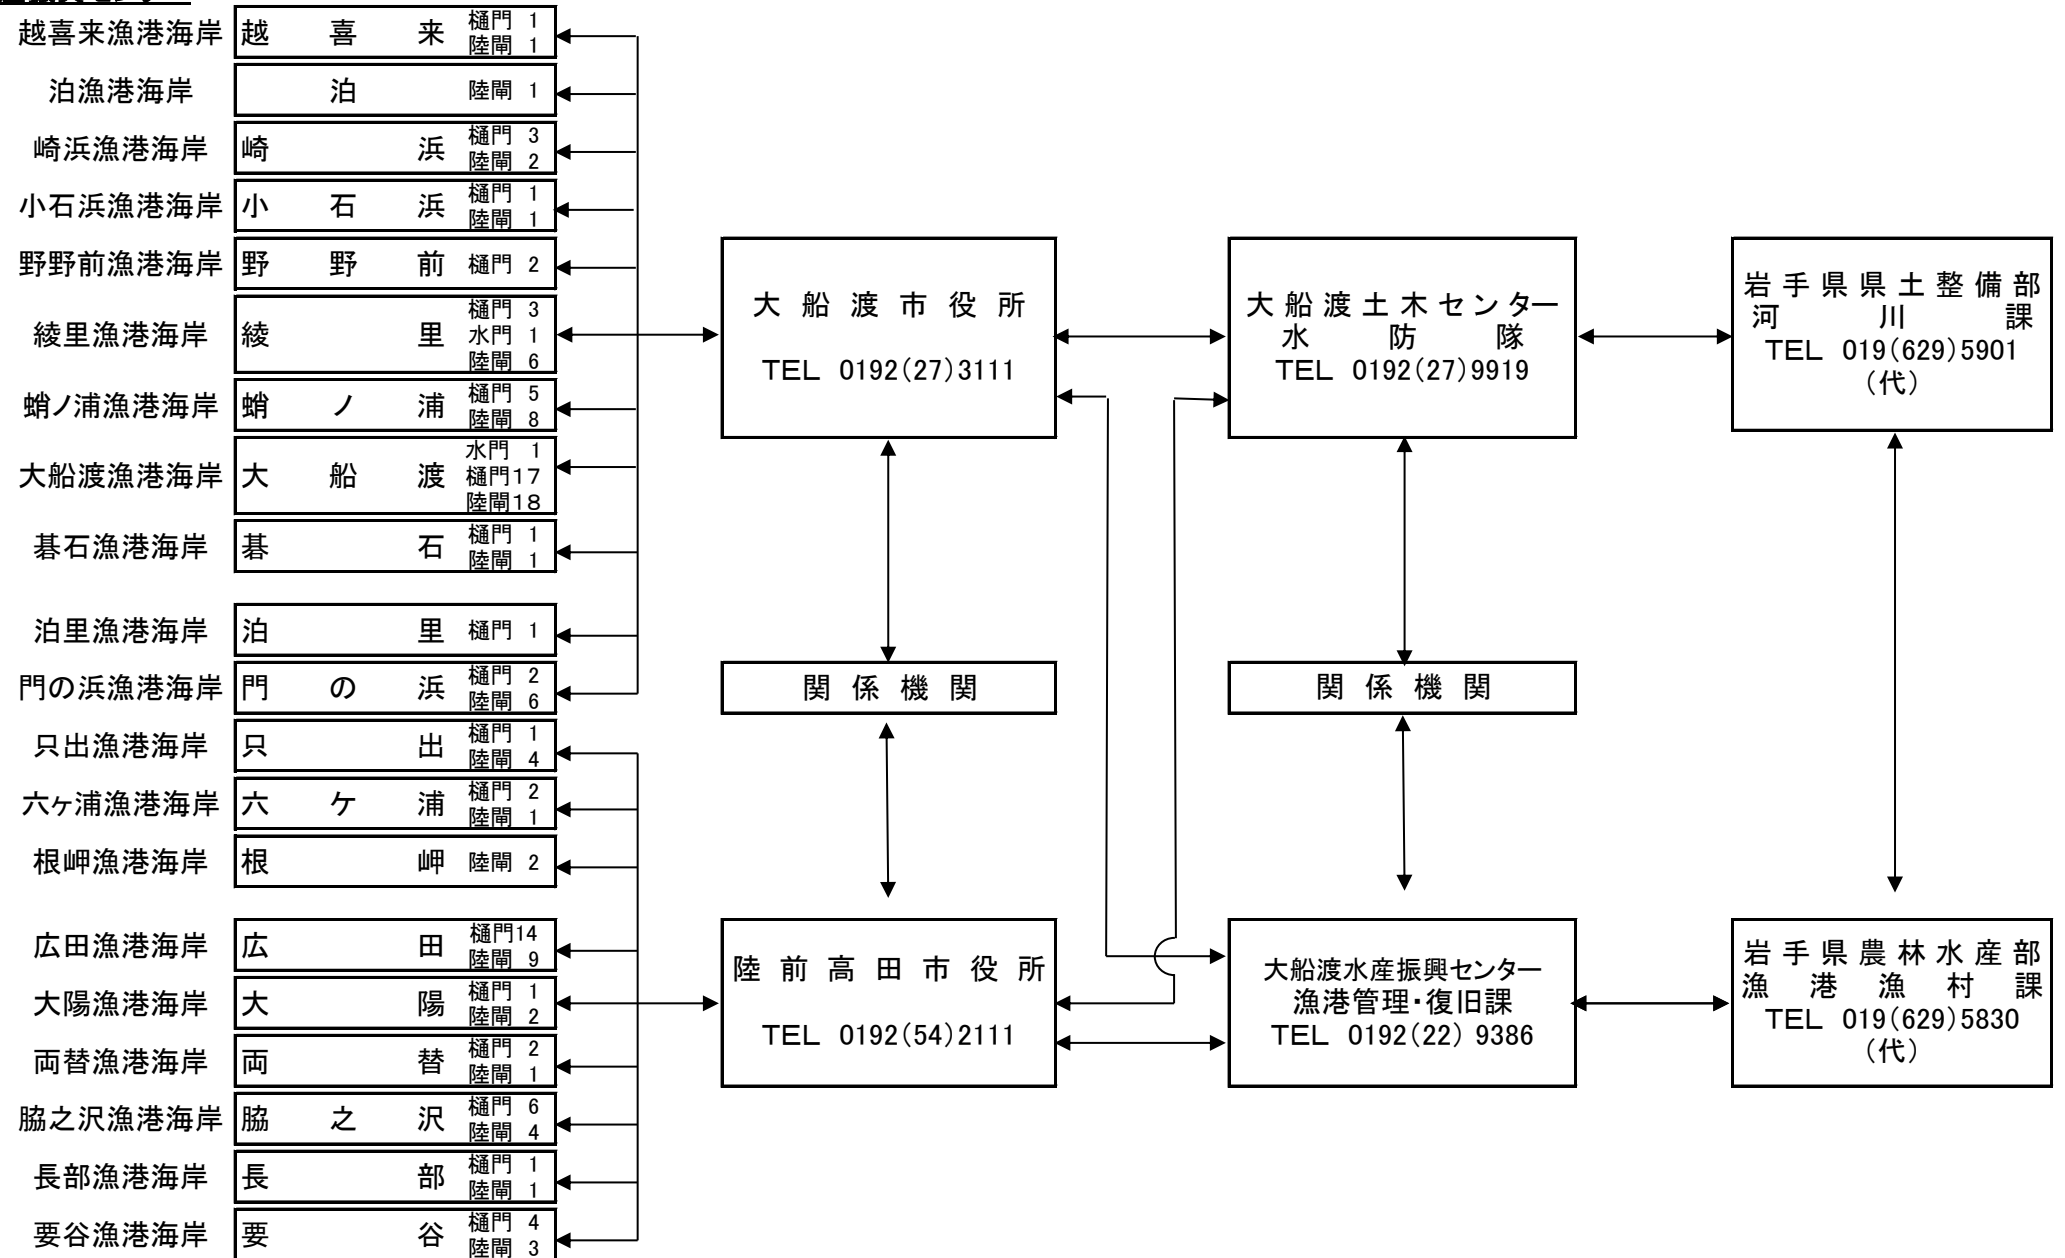 越喜来漁港海岸 越喜来 樋門 1
陸閘 1
泊漁港海岸 泊 陸閘 1
崎浜漁港海岸 崎浜 樋門 3
陸閘 2
小石浜漁港海岸 小石浜 樋門 1
陸閘 1
野野前漁港海岸 野野前 樋門 2
綾里漁港海岸 綾里 樋門 3
水門 1
陸閘 6
蛸ノ浦漁港海岸 蛸ノ浦 樋門 5
陸閘 8
大船渡漁港海岸 大船渡 水門 1
樋門17
陸閘18
碁石漁港海岸 碁石 樋門 1
陸閘 1
泊里漁港海岸 泊里 樋門 1
門の浜漁港海岸 門の浜 樋門 2
陸閘 6
只出漁港海岸 只出 樋門 1
陸閘 4
六ヶ浦漁港海岸 六ケ浦 樋門 2
陸閘 1
根岬漁港海岸 根岬 陸閘 2
広田漁港海岸 広田 樋門14
陸閘 9
大陽漁港海岸 大陽 樋門 1
陸閘 2
両替漁港海岸 両替 樋門 2
陸閘 1
脇之沢漁港海岸 脇之沢 樋門 6
陸閘 4
長部漁港海岸 長部 樋門 1
陸閘 1
要谷漁港海岸 要谷 樋門 4
陸閘 3
大船渡市役所
TEL 0192(27)3111
関係機関
陸前高田市役所
TEL 0192(54)2111
大船渡土木センター
水防隊
TEL 0192(27)9919
関係機関
大船渡水産振興センター
漁港管理・復旧課
TEL 0192(22) 9386
岩手県県土整備部
河川課
TEL 019(629)5901
(代)
岩手県農林水産部
漁港漁村課
TEL 019(629)5830
(代)